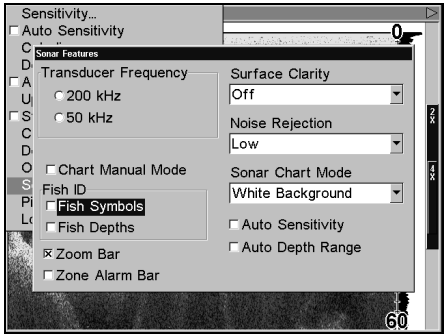 Sensitivity...
Auto Sensitivity
0
Sonar Features
Transducer Frequency
200 kHz
50 kHz
Chart Manual Mode
Fish ID
Fish Symbols
Fish Depths
Zoom Bar
Zone Alarm Bar
Surface Clarity
Off
Noise Rejection
Low
Sonar Chart Mode
White Background
Auto Sensitivity
Auto Depth Range
2X
4X
60